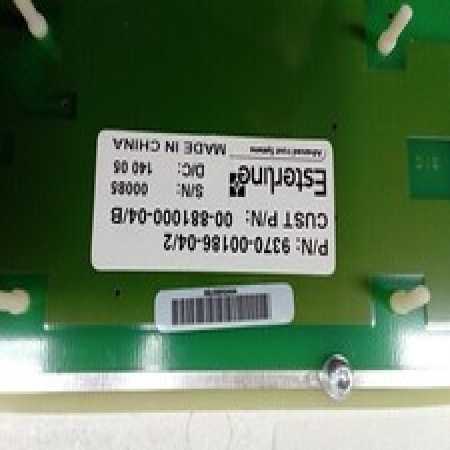 P/N: 9370-00186-04/2
CUST P/N: 00-881000-04/B
Esterline
Advanced Input Systems
S/N: 00085
D/C: 140 05
MADE IN CHINA